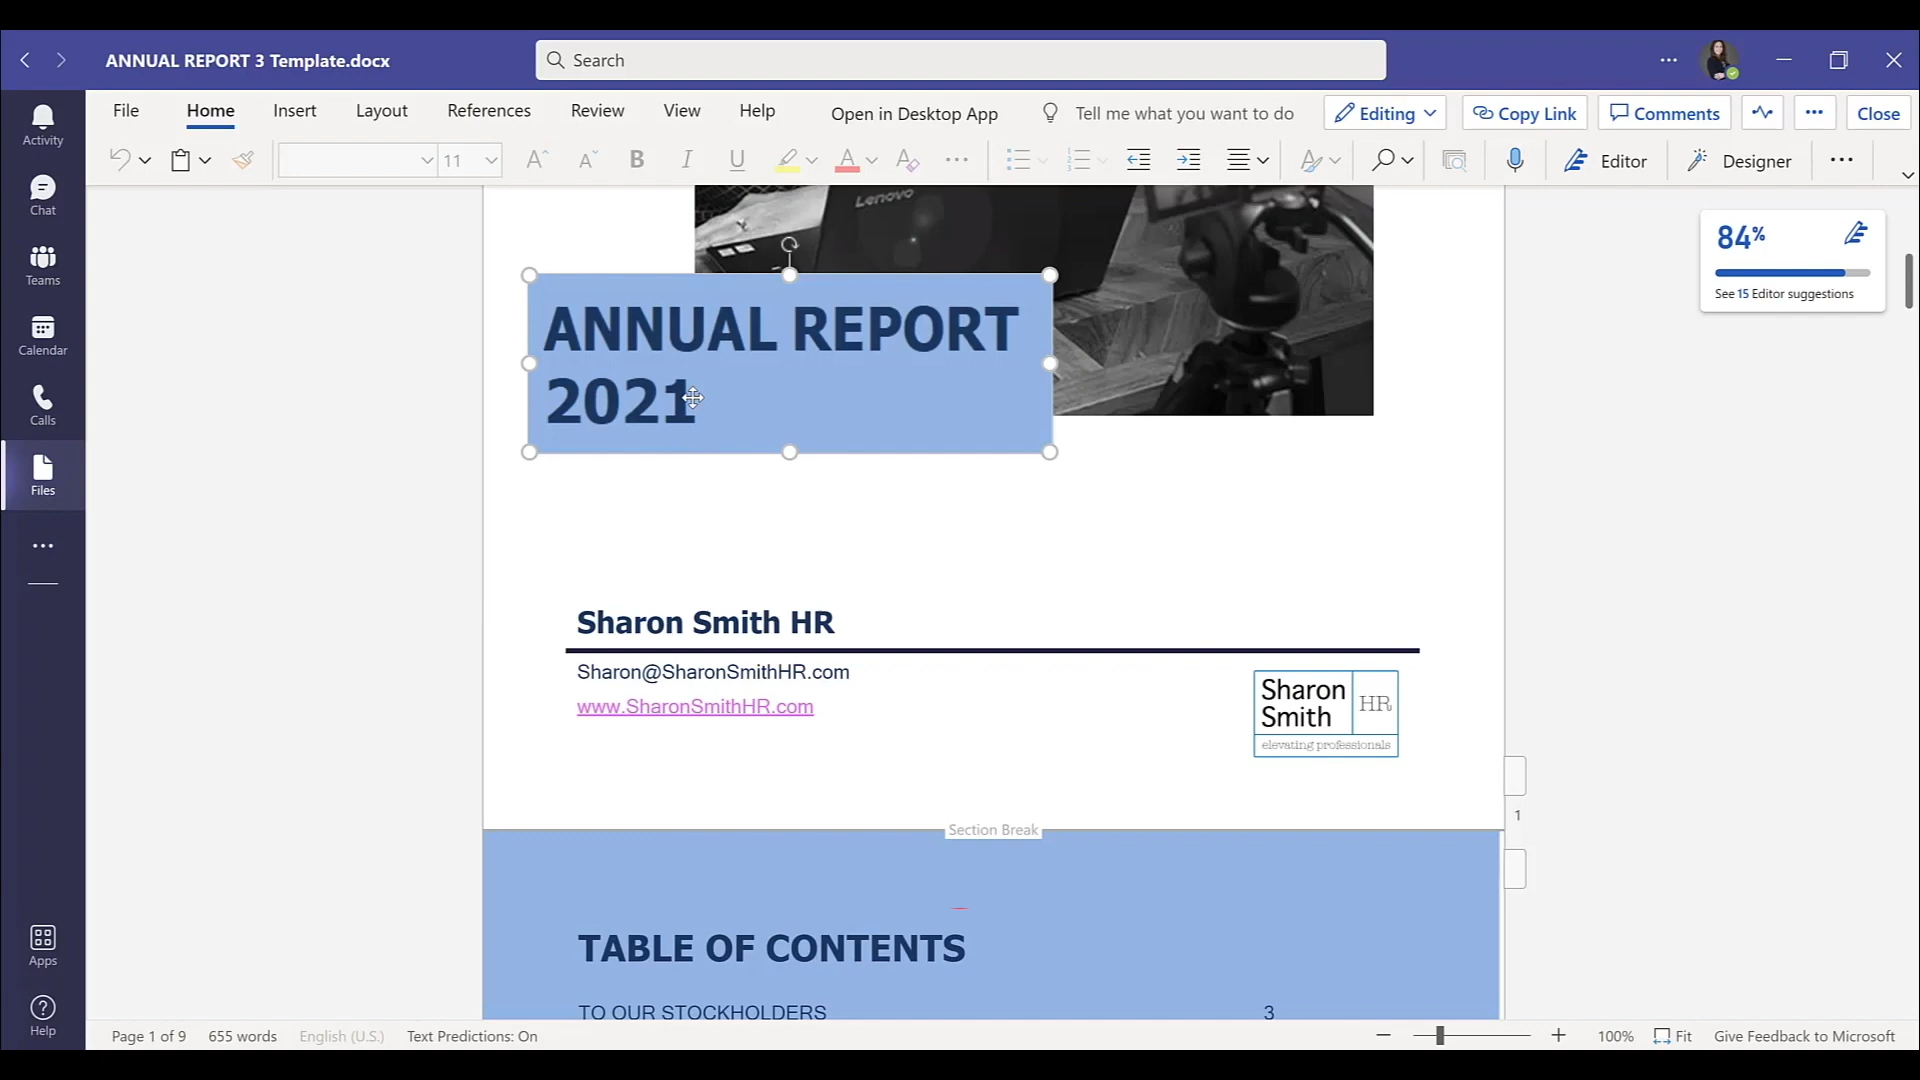 ANNUAL REPORT 3 Template.docx
Search
File Home Insert Layout References Review View Help Open in Desktop App Tell me what you want to do Editing Copy Link Comments Close
11 B I U A Editor Designer
Activity
Chat
Teams
Calendar
Calls
Files
Apps
Help
Lenovo
ANNUAL REPORT
2021
84%
See 15 Editor suggestions
Sharon Smith HR
Sharon@SharonSmithHR.com
www.SharonSmithHR.com
Sharon
Smith
HR
elevating professionals
1
Section Break
TABLE OF CONTENTS
TO OUR STOCKHOLDERS 3
Page 1 of 9 655 words English (U.S.) Text Predictions: On 100% Fit Give Feedback to Microsoft